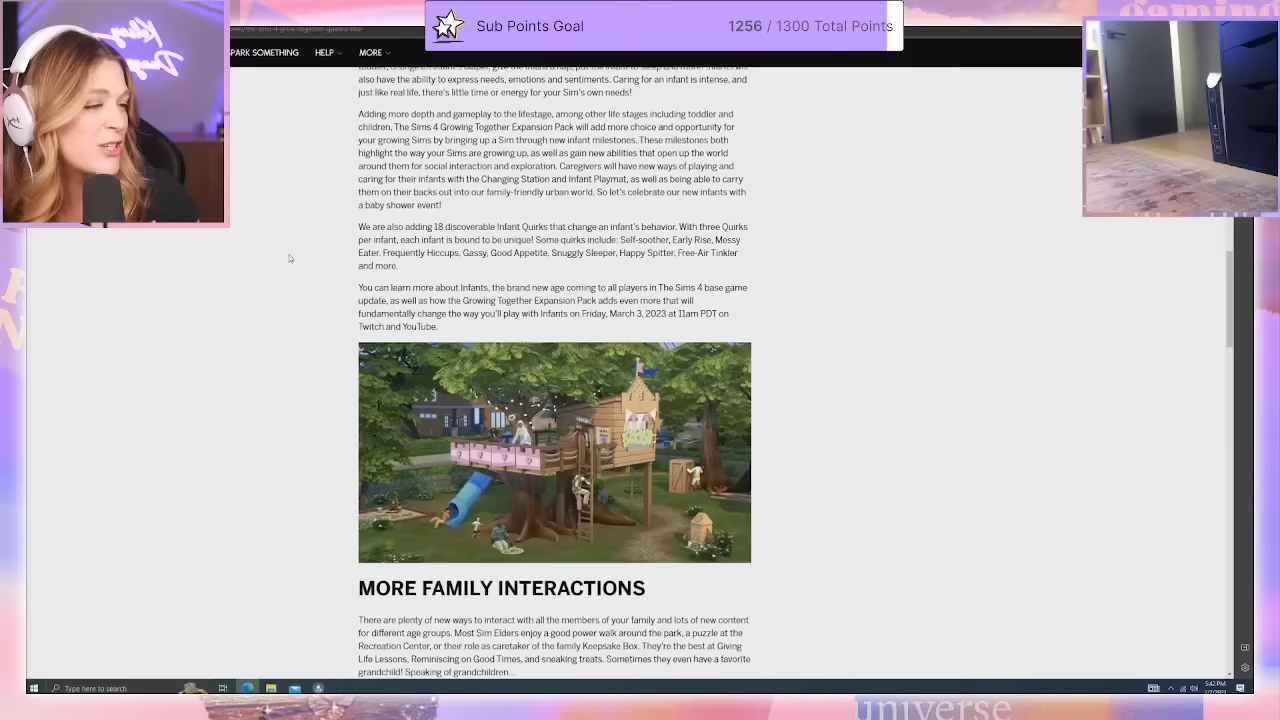 Sub Points Goal 1256 / 1300 Total Points
SPARK SOMETHING HELP MORE
also have the ability to express needs, emotions and sentiments. Caring for an infant is intense, and
just like real life, there's little time or energy for your Sim's own needs!
Adding more depth and gameplay to the lifestage, among other life stages including toddler and
children, The Sims 4 Growing Together Expansion Pack will add more choice and opportunity for
your growing Sims by bringing up a Sim through new infant milestones. These milestones both
highlight the way your Sims are growing up, as well as gain new abilities that open up the world
around them for social interaction and exploration. Caregivers will have new ways of playing and
caring for their infants with the Changing Station and Infant Playmat, as well as being able to carry
them on their backs out into our family-friendly urban world. So let's celebrate our new infants with
a baby shower event!
We are also adding 18 discoverable Infant Quirks that change an infant's behavior. With three Quirks
per infant, each infant is bound to be unique! Some quirks include: Self-soother, Early Rise, Messy
Eater, Frequently Hiccups, Gassy, Good Appetite, Snuggly Sleeper, Happy Spitter, Free-Air Tinkler
and more.
You can learn more about Infants, the brand new age coming to all players in The Sims 4 base game
update, as well as how the Growing Together Expansion Pack adds even more that will
fundamentally change the way you'll play with Infants on Friday, March 3, 2023 at 11am PDT on
Twitch and YouTube.
MORE FAMILY INTERACTIONS
There are plenty of new ways to interact with all the members of your family and lots of new content
for different age groups. Most Sim Elders enjoy a good power walk around the park, a puzzle at the
Recreation Center, or their role as caretaker of the family Keepsake Box. They're the best at Giving
Life Lessons, Reminiscing on Good Times, and sneaking treats. Sometimes they even have a favorite
grandchild! Speaking of grandchildren...
Type here to search
5:42 PM
universe